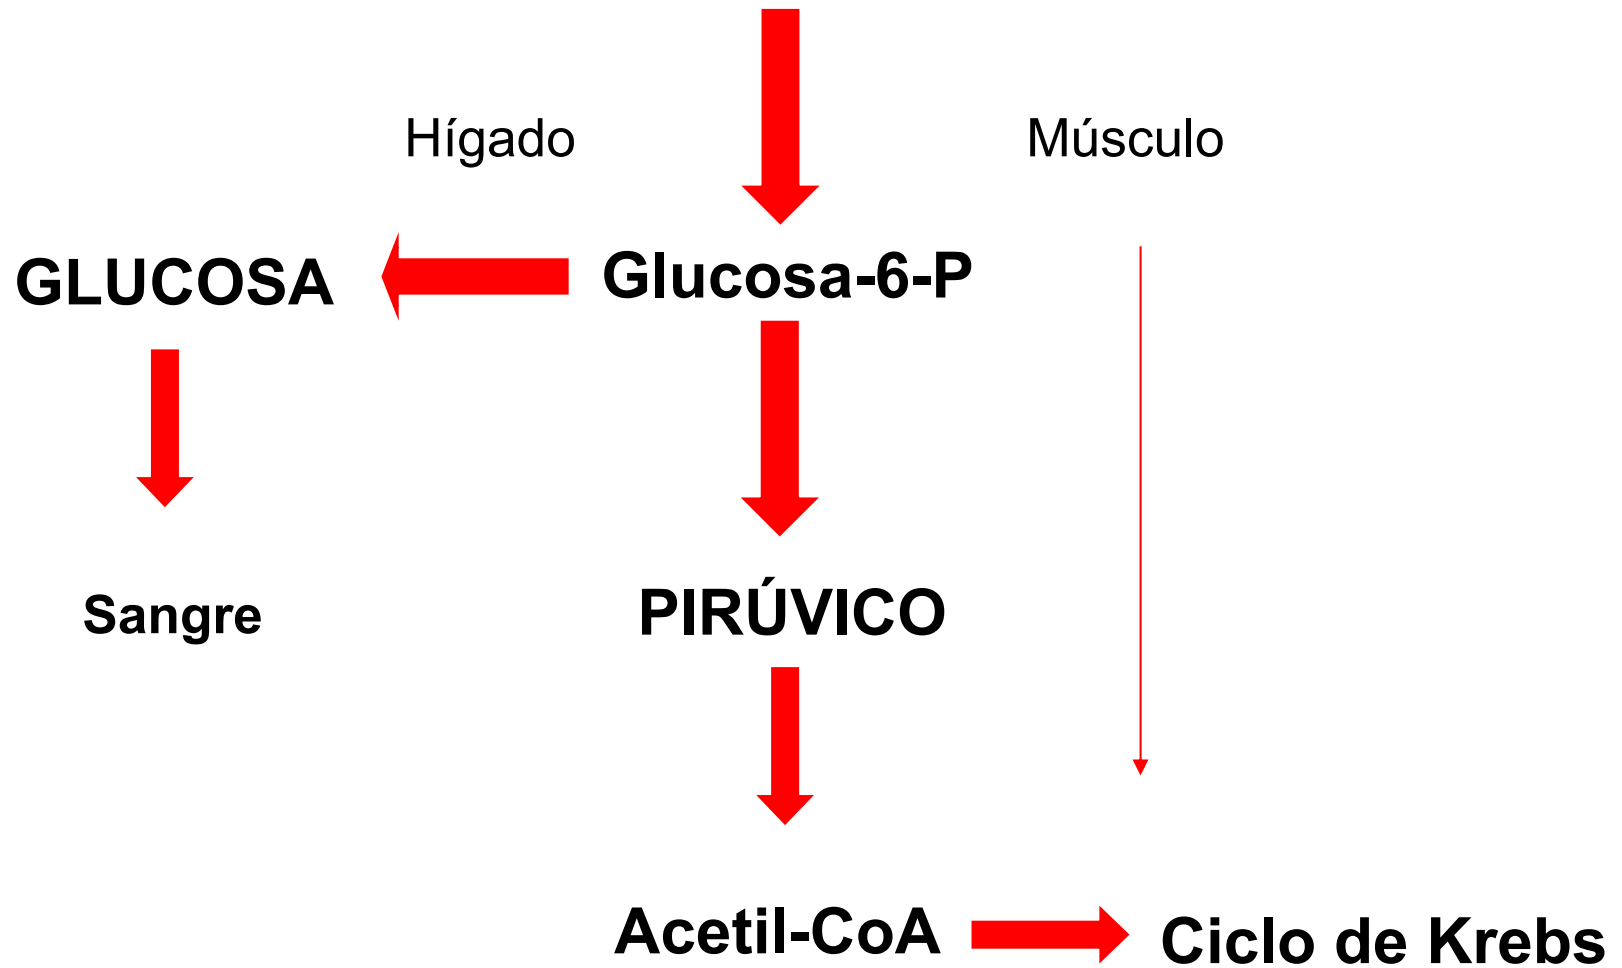 Hígado
Músculo
GLUCOSA
Glucosa-6-P
Sangre
PIRÚVICO
Acetil-CoA
Ciclo de Krebs